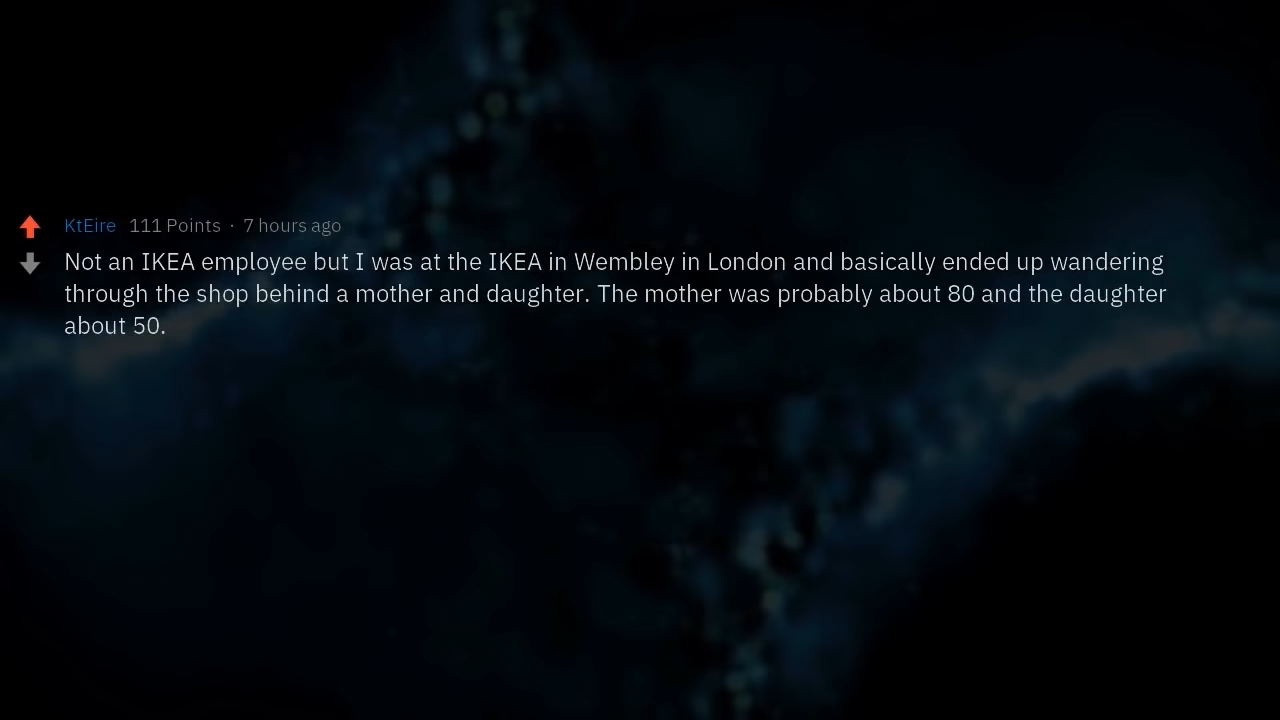 KtEire 111 Points · 7 hours ago
Not an IKEA employee but I was at the IKEA in Wembley in London and basically ended up wandering
through the shop behind a mother and daughter. The mother was probably about 80 and the daughter
about 50.